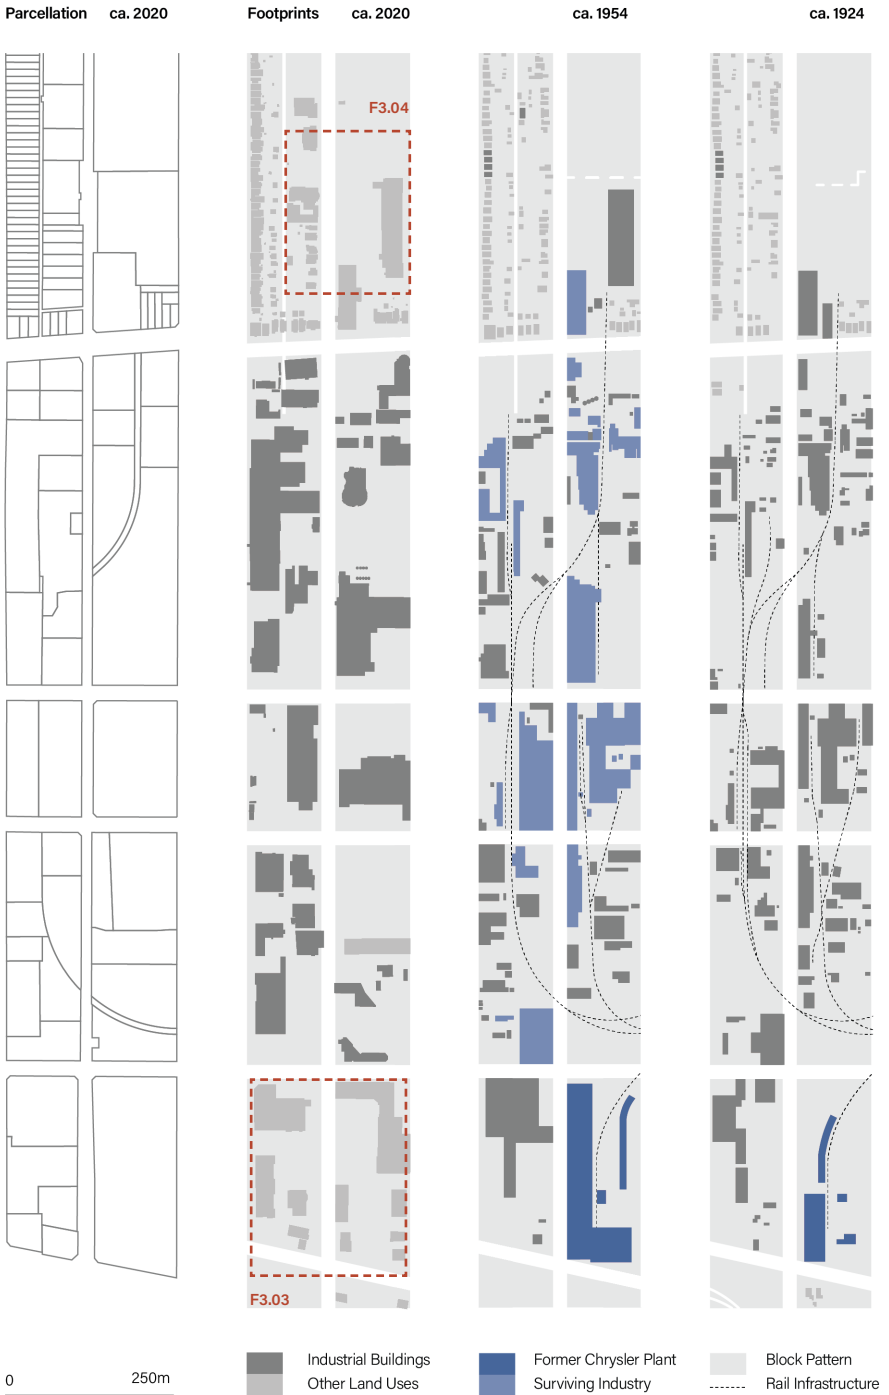 Parcellation ca. 2020 Footprints ca. 2020 ca. 1954 ca. 1924
F3.04
F3.03
Industrial Buildings Former Chrysler Plant Block Pattern
0 250m Other Land Uses Surviving Industry Rail Infrastructure